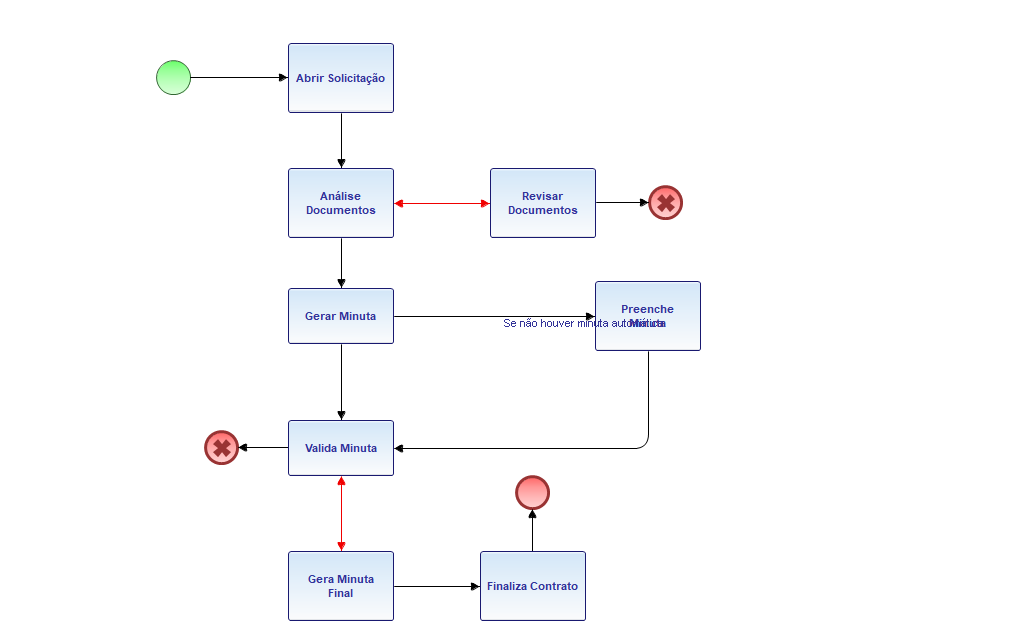 Abrir Solicitação
Análise
Documentos
Revisar
Documentos
Gerar Minuta
Preenche
Minuta
Se não houver minuta automática
Valida Minuta
Gera Minuta
Final
Finaliza Contrato